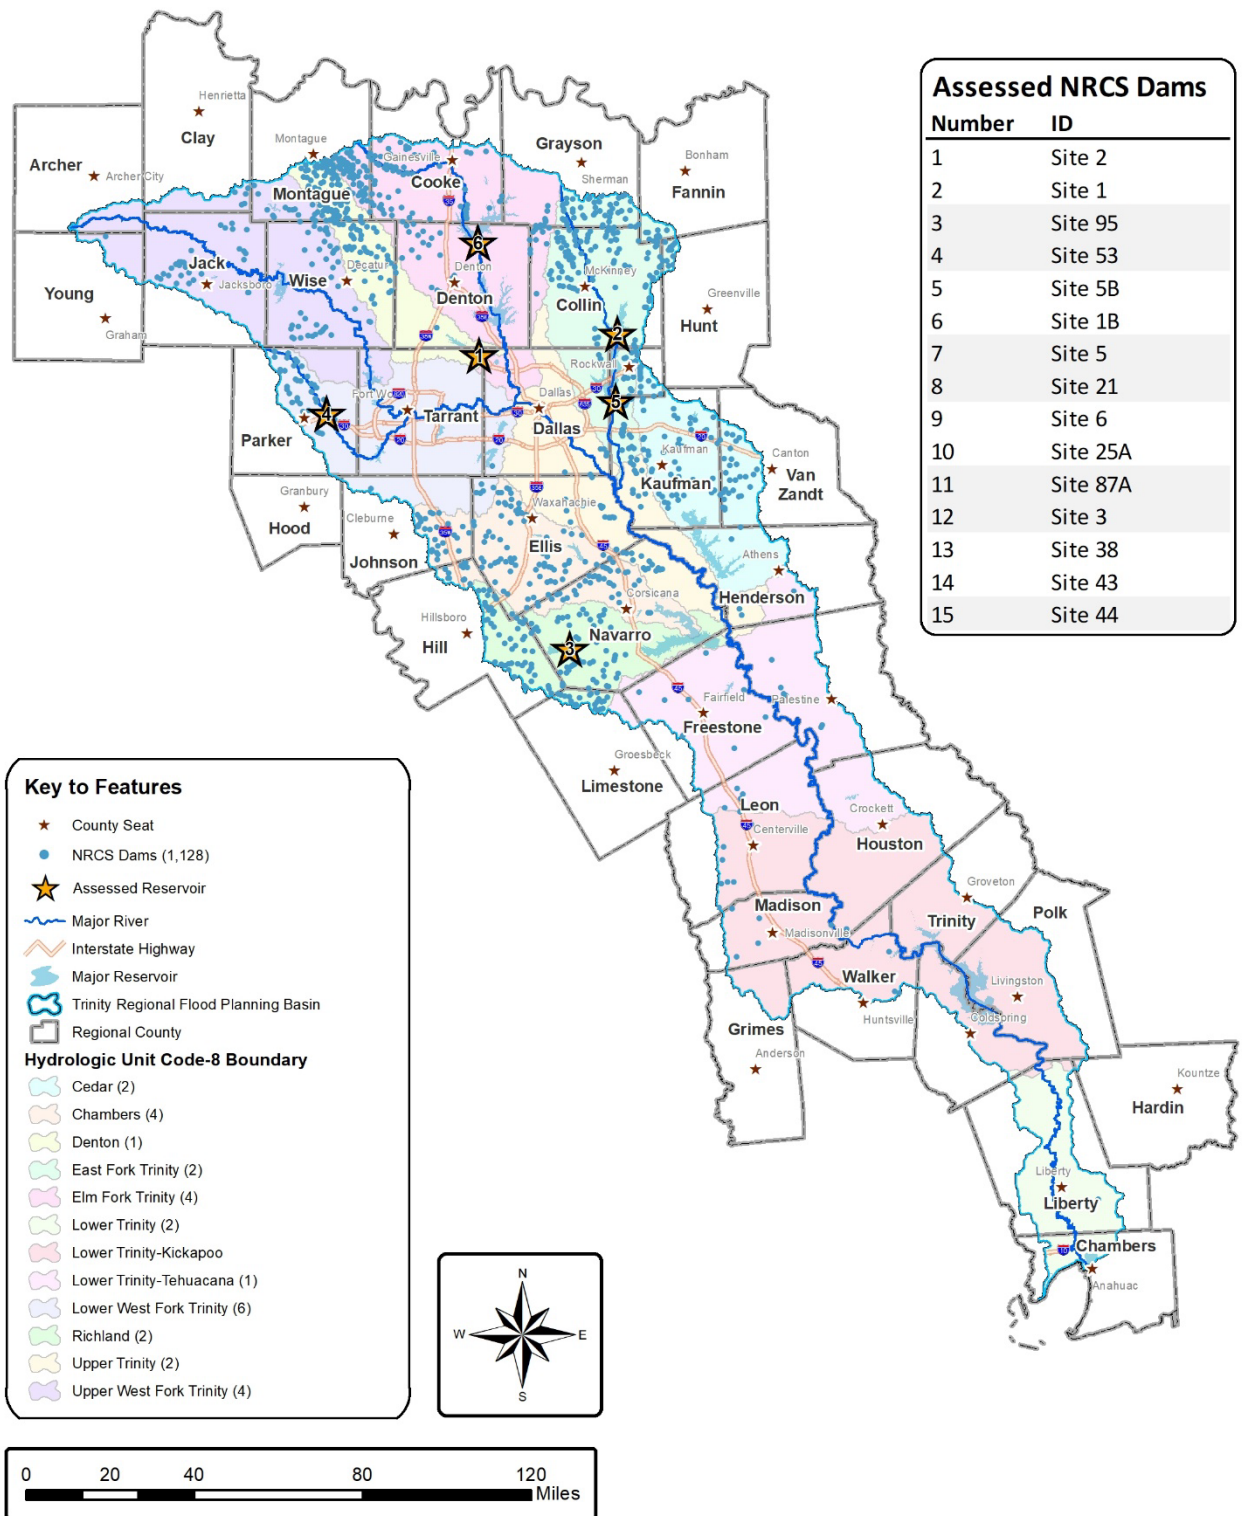 Assessed NRCS Dams
Number ID
1 Site 2
2 Site 1
3 Site 95
4 Site 53
5 Site 5B
6 Site 1B
7 Site 5
8 Site 21
9 Site 6
10 Site 25A
11 Site 87A
12 Site 3
13 Site 38
14 Site 43
15 Site 44
Henrietta
Clay
Montague
Gainesville
Grayson
Bonham
Archer
Archer City
Cooke
Sherman
Fannin
Montague
6
Jack
Decatur
Denton
McKinney
Young
Jacksboro
Wise
Denton
Collin
Greenville
Graham
Hunt
2
1
Rockwall
Fort Wo
Dallas
4
Tarrant
5
Parker
Dallas
Kaufman
Canton
Kaufman
Van
Zandt
Granbury
Waxahachie
Hood
Cleburne
Johnson
Ellis
Athens
Corsicana
Henderson
Hillsboro
Navarro
Hill
3
Fairfield
Palestine
Freestone
Groesbeck
Limestone
Leon
Crockett
Centerville
Houston
Groveton
Madison
Trinity
Polk
Madisonville
Walker
Livingston
Huntsville
Coldspring
Grimes
Anderson
Kountze
Hardin
Liberty
Liberty
Chambers
Anahuac
Key to Features
County Seat
NRCS Dams (1,128)
Assessed Reservoir
Major River
Interstate Highway
Major Reservoir
Trinity Regional Flood Planning Basin
Regional County
Hydrologic Unit Code-8 Boundary
Cedar (2)
Chambers (4)
Denton (1)
East Fork Trinity (2)
Elm Fork Trinity (4)
Lower Trinity (2)
Lower Trinity-Kickapoo
Lower Trinity-Tehuacana (1)
Lower West Fork Trinity (6)
Richland (2)
Upper Trinity (2)
Upper West Fork Trinity (4)
N
W E
S
0 20 40 80 120
Miles